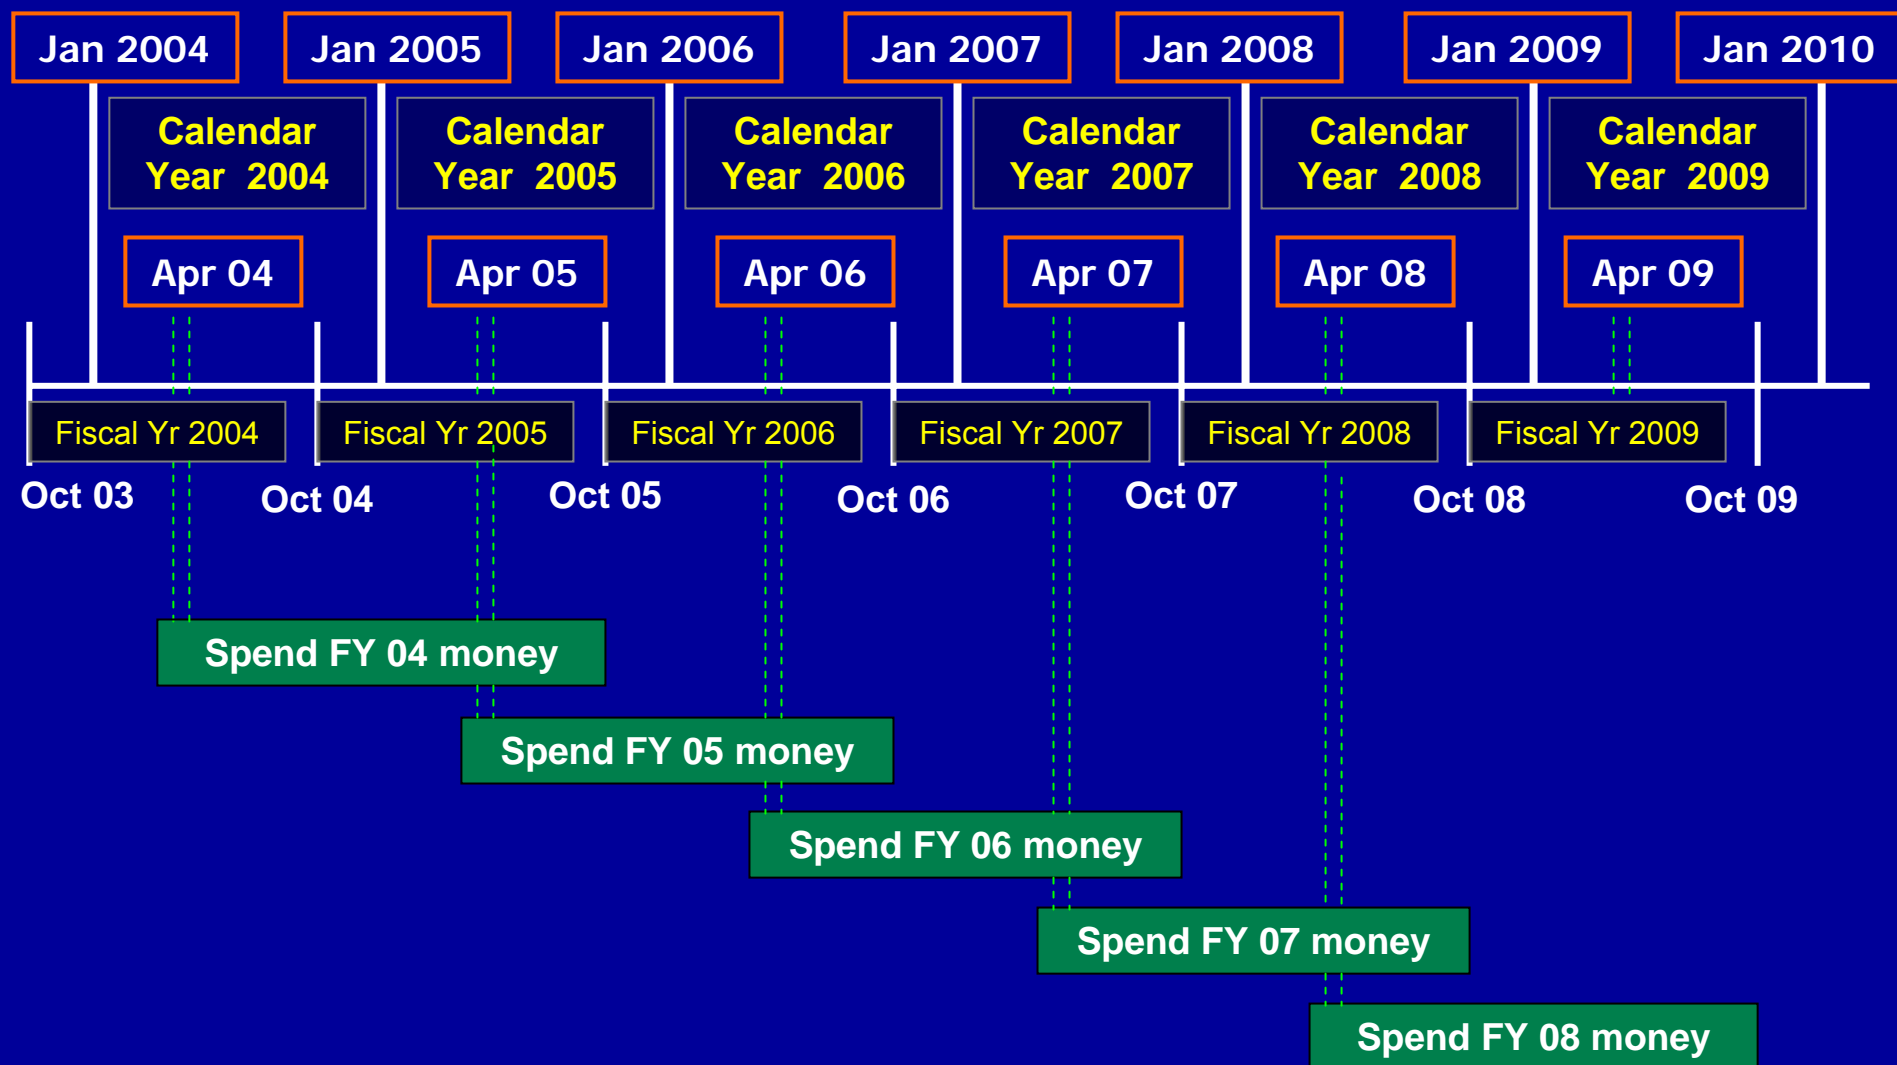 Jan 2004
Jan 2005
Jan 2006
Jan 2007
Jan 2008
Jan 2009
Jan 2010
Calendar
Year 2004
Calendar
Year 2005
Calendar
Year 2006
Calendar
Year 2007
Calendar
Year 2008
Calendar
Year 2009
Apr 04
Apr 05
Apr 06
Apr 07
Apr 08
Apr 09
Fiscal Yr 2004
Fiscal Yr 2005
Fiscal Yr 2006
Fiscal Yr 2007
Fiscal Yr 2008
Fiscal Yr 2009
Oct 03
Oct 04
Oct 05
Oct 06
Oct 07
Oct 08
Oct 09
Spend FY 04 money
Spend FY 05 money
Spend FY 06 money
Spend FY 07 money
Spend FY 08 money